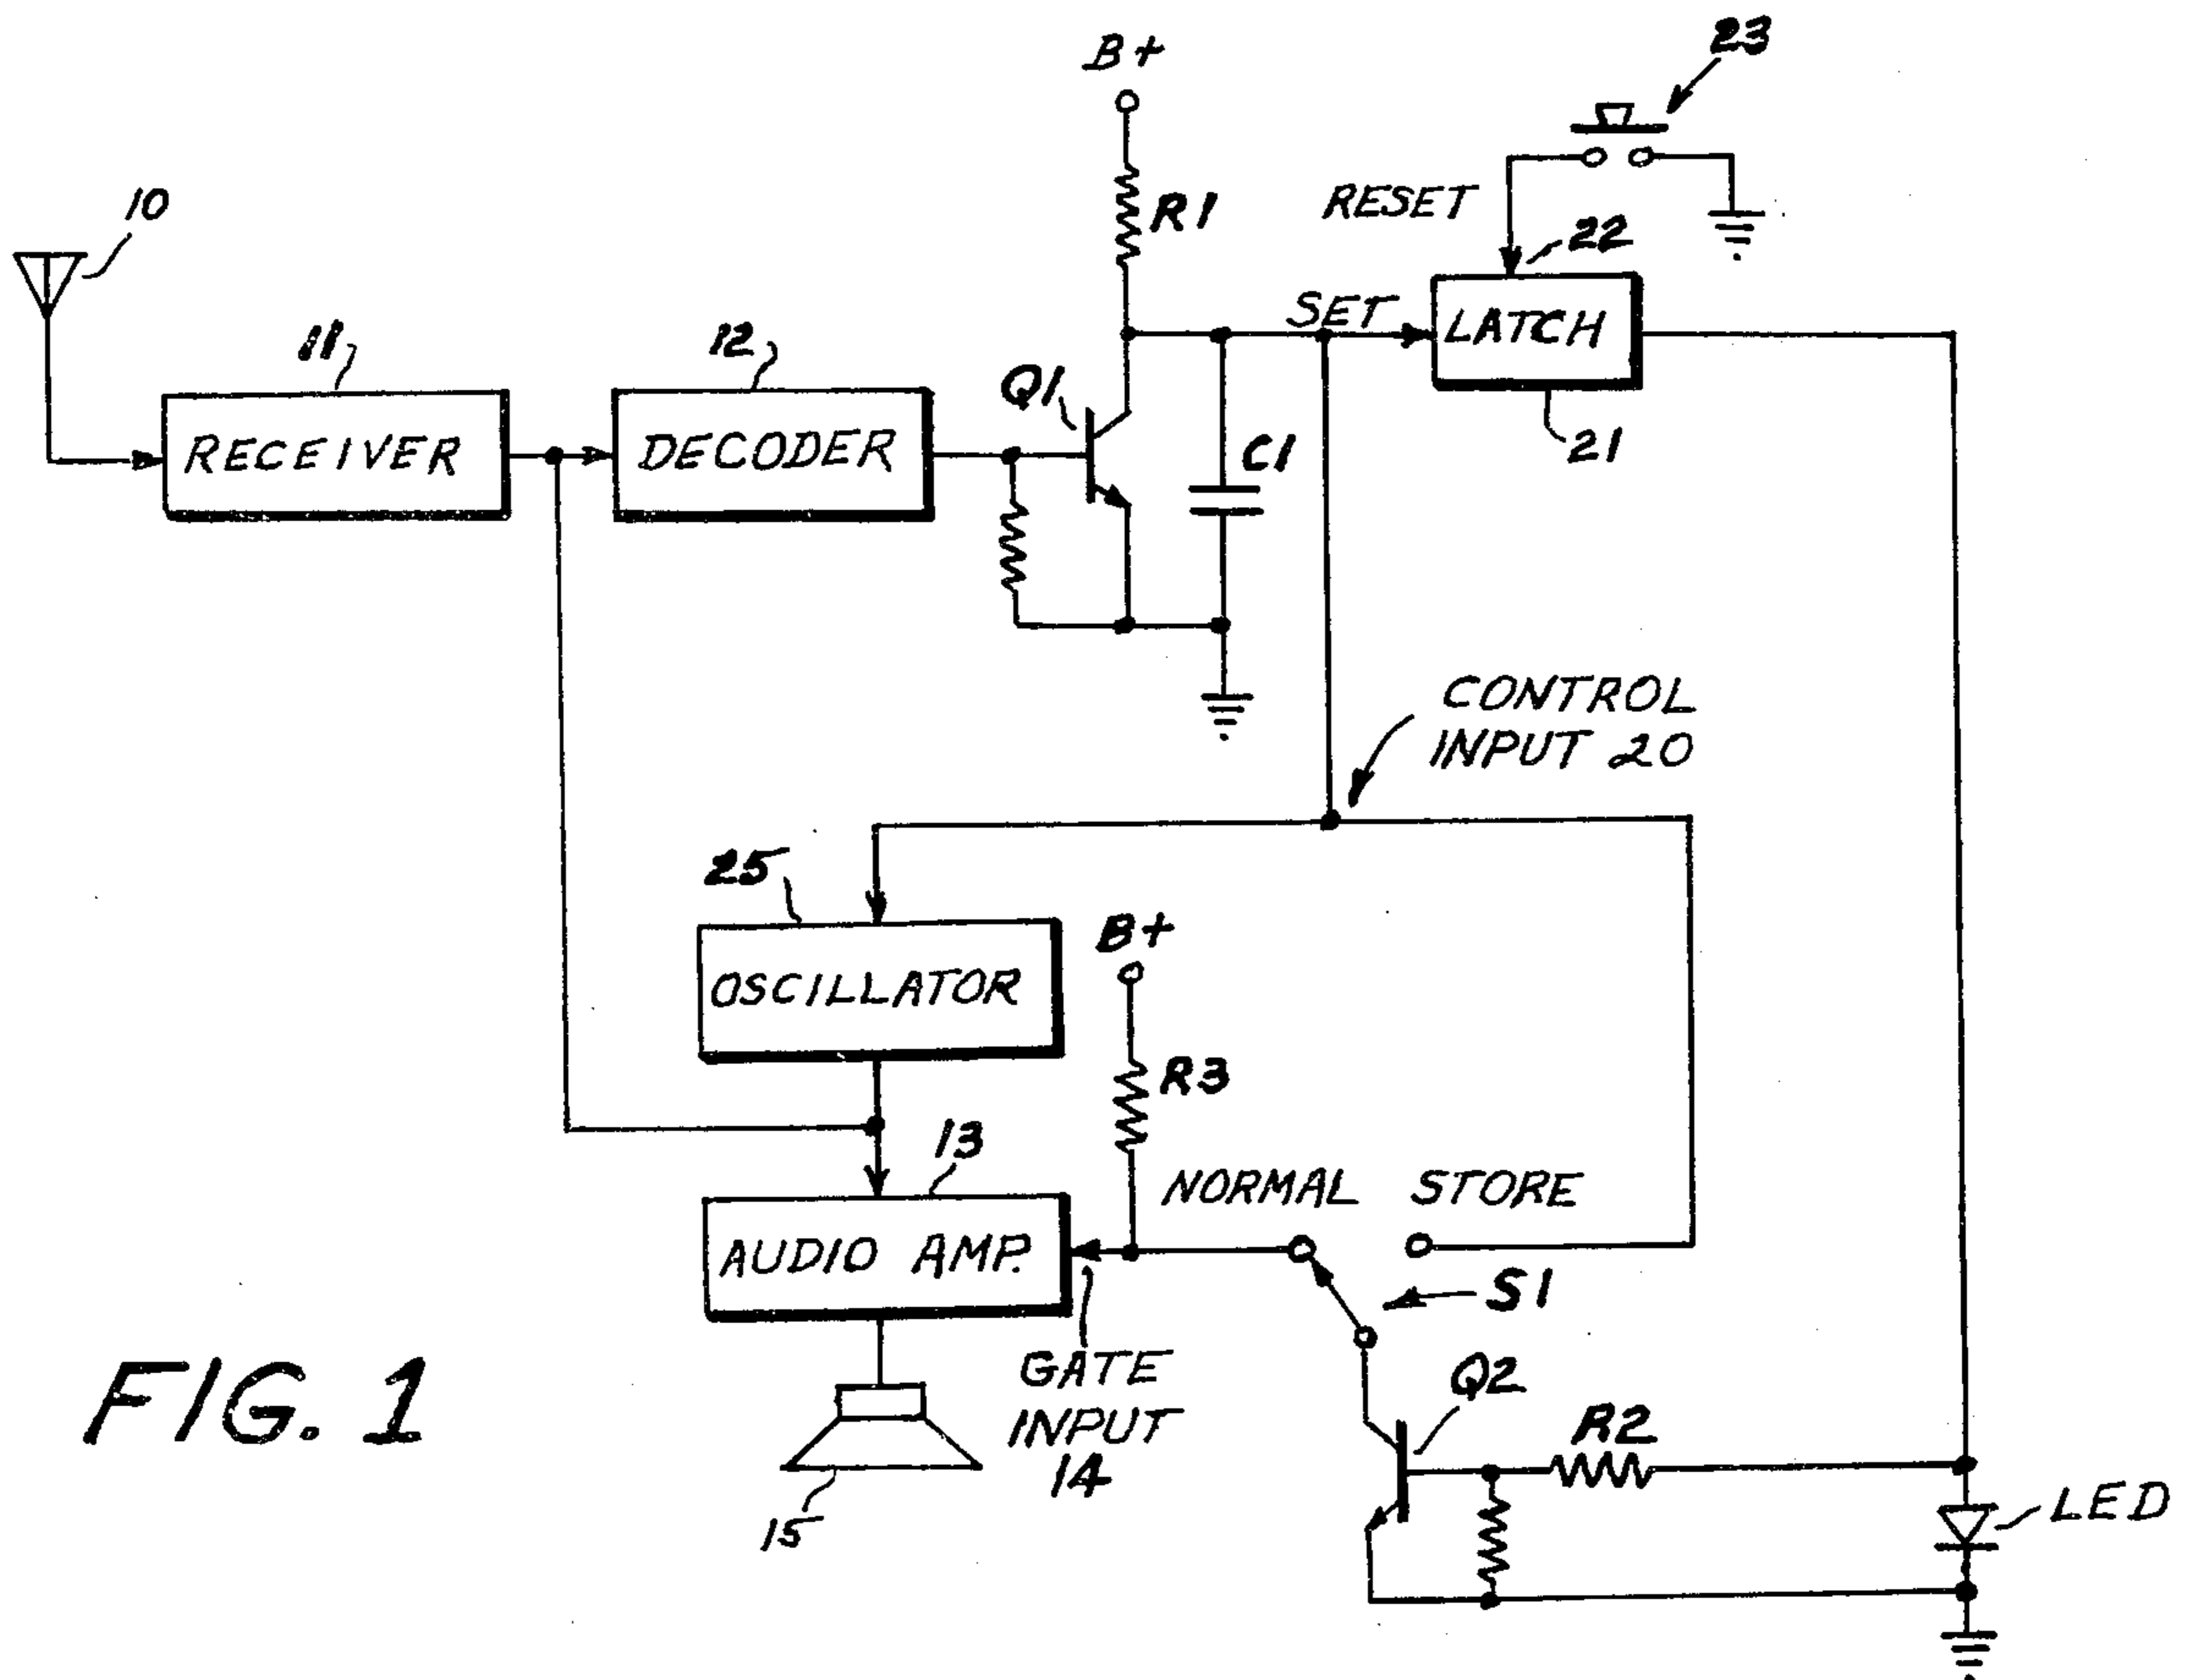 B+
23
10
R1
RESET
22
SET
LATCH
11
12
Q1
RECEIVER
DECODER
C1
21
CONTROL
INPUT 20
25
B+
OSCILLATOR
R3
13
NORMAL
STORE
AUDIO AMP.
S1
GATE
INPUT
14
Q2
R2
15
LED
FIG. 1